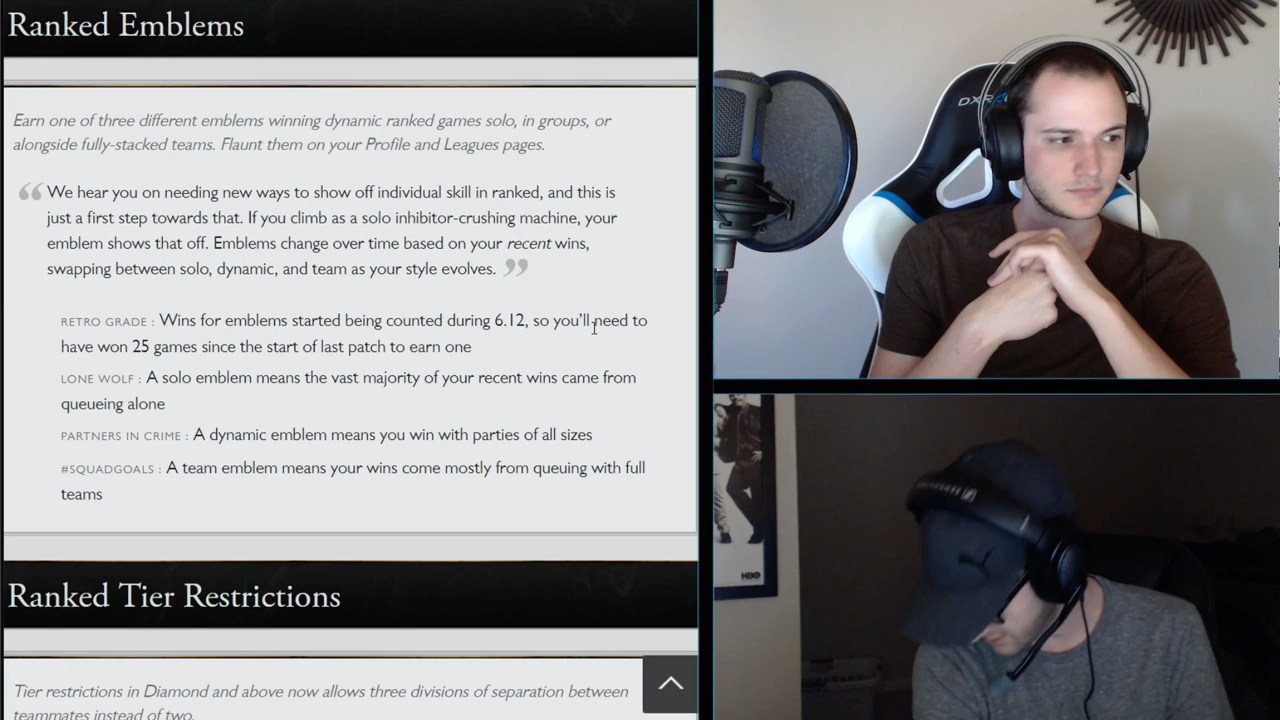 Ranked Emblems
Earn one of three different emblems winning dynamic ranked games solo, in groups, or
alongside fully-stacked teams. Flaunt them on your Profile and Leagues pages.
“ We hear you on needing new ways to show off individual skill in ranked, and this is
just a first step towards that. If you climb as a solo inhibitor-crushing machine, your
emblem shows that off. Emblems change over time based on your recent wins,
swapping between solo, dynamic, and team as your style evolves. ”
RETRO GRADE : Wins for emblems started being counted during 6.12, so you'll need to
have won 25 games since the start of last patch to earn one
LONE WOLF : A solo emblem means the vast majority of your recent wins came from
queueing alone
PARTNERS IN CRIME : A dynamic emblem means you win with parties of all sizes
#SQUADGOALS : A team emblem means your wins come mostly from queuing with full
teams
Ranked Tier Restrictions
Tier restrictions in Diamond and above now allows three divisions of separation between
teammates instead of two.
HBO